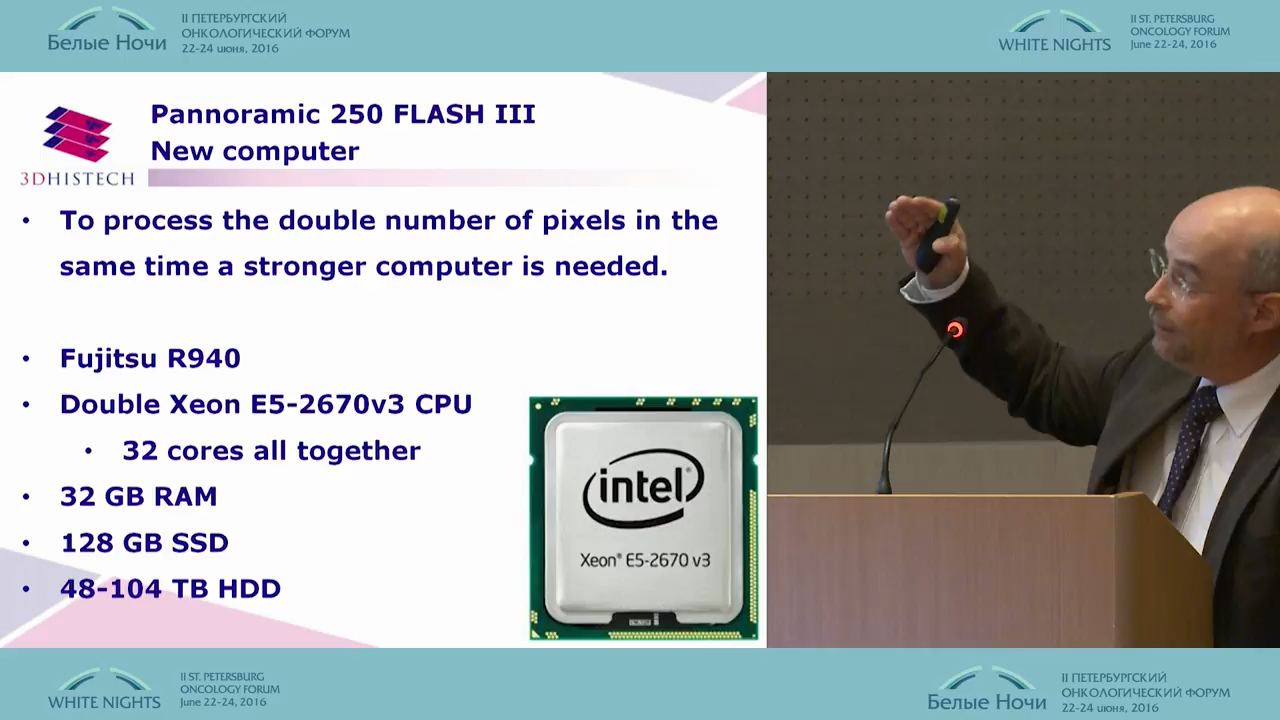 II ПЕТЕРБУРГСКИЙ
ОНКОЛОГИЧЕСКИЙ ФОРУМ
Белые Ночи
22-24 июня, 2016
II ST. PETERSBURG
ONCOLOGY FORUM
WHITE NIGHTS
June 22-24, 2016
Pannoramic 250 FLASH III
New computer
3DHISTECH
• To process the double number of pixels in the
same time a stronger computer is needed.
• Fujitsu R940
• Double Xeon E5-2670v3 CPU
• 32 cores all together
• 32 GB RAM
• 128 GB SSD
• 48-104 TB HDD
intel®
Xeon® E5-2670 v3
II ST. PETERSBURG
ONCOLOGY FORUM
WHITE NIGHTS
June 22-24, 2016
II ПЕТЕРБУРГСКИЙ
ОНКОЛОГИЧЕСКИЙ ФОРУМ
Белые Ночи
22-24 июня, 2016